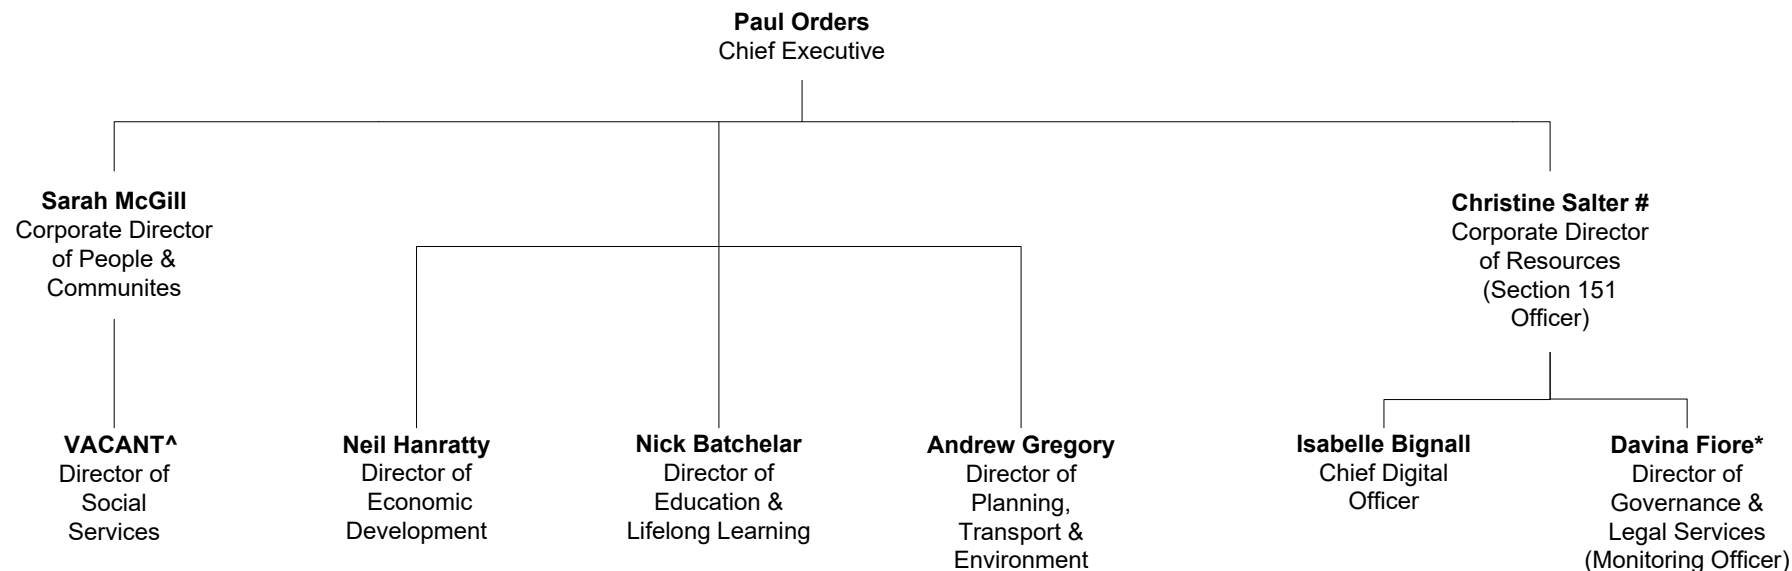 Paul Orders
Chief Executive
Sarah McGill
Corporate Director
of People &
Communites
Christine Salter #
Corporate Director
of Resources
(Section 151
Officer)
VACANT^
Director of
Social
Services
Neil Hanratty
Director of
Economic
Development
Nick Batchelar
Director of
Education &
Lifelong Learning
Andrew Gregory
Director of
Planning,
Transport &
Environment
Isabelle Bignall
Chief Digital
Officer
Davina Fiore*
Director of
Governance &
Legal Services
(Monitoring Officer)